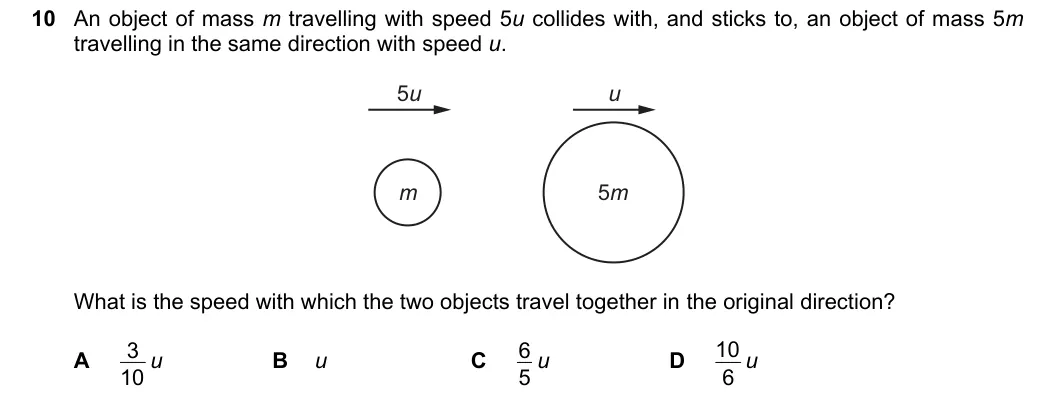 10 An object of mass m travelling with speed 5u collides with, and sticks to, an object of mass 5m
travelling in the same direction with speed u.
5u u
m 5m
What is the speed with which the two objects travel together in the original direction?
A 3/10 u B u C 6/5 u D 10/6 u